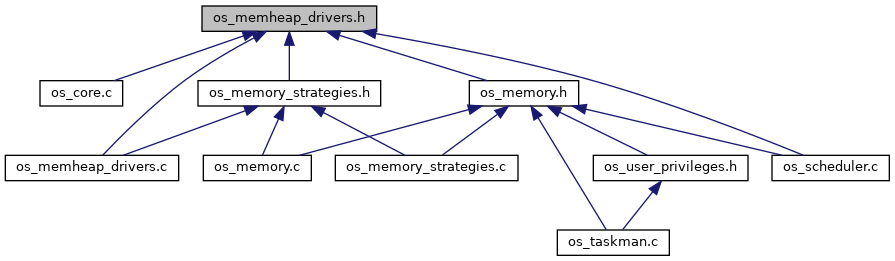 os_memheap_drivers.h
os_core.c
os_memory_strategies.h
os_memory.h
os_memheap_drivers.c
os_memory.c
os_memory_strategies.c
os_user_privileges.h
os_scheduler.c
os_taskman.c